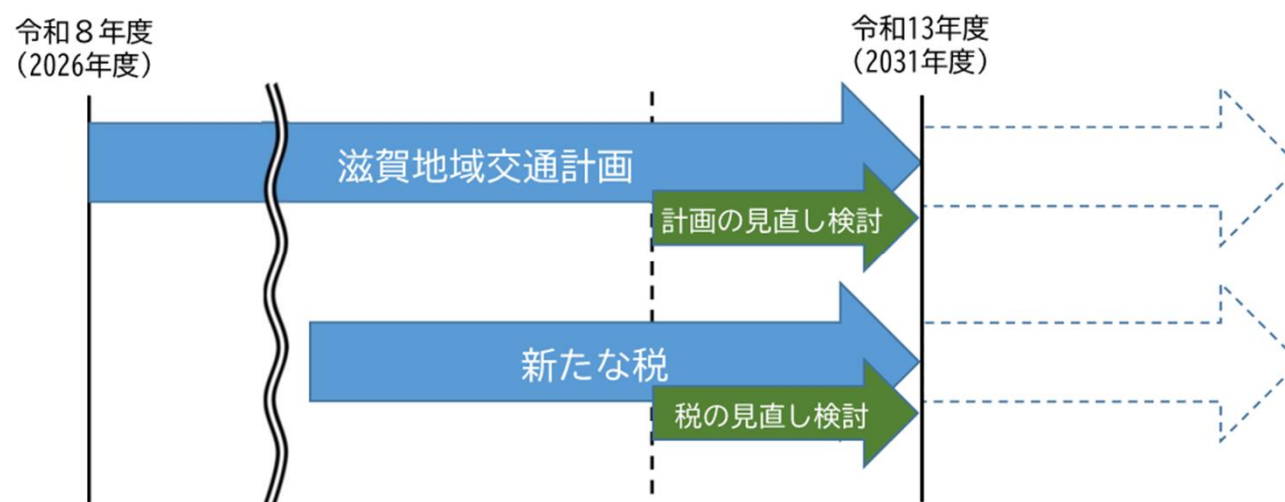 令和８年度
（2026年度）
令和13年度
（2031年度）
滋賀地域交通計画
計画の見直し検討
新たな税
税の見直し検討